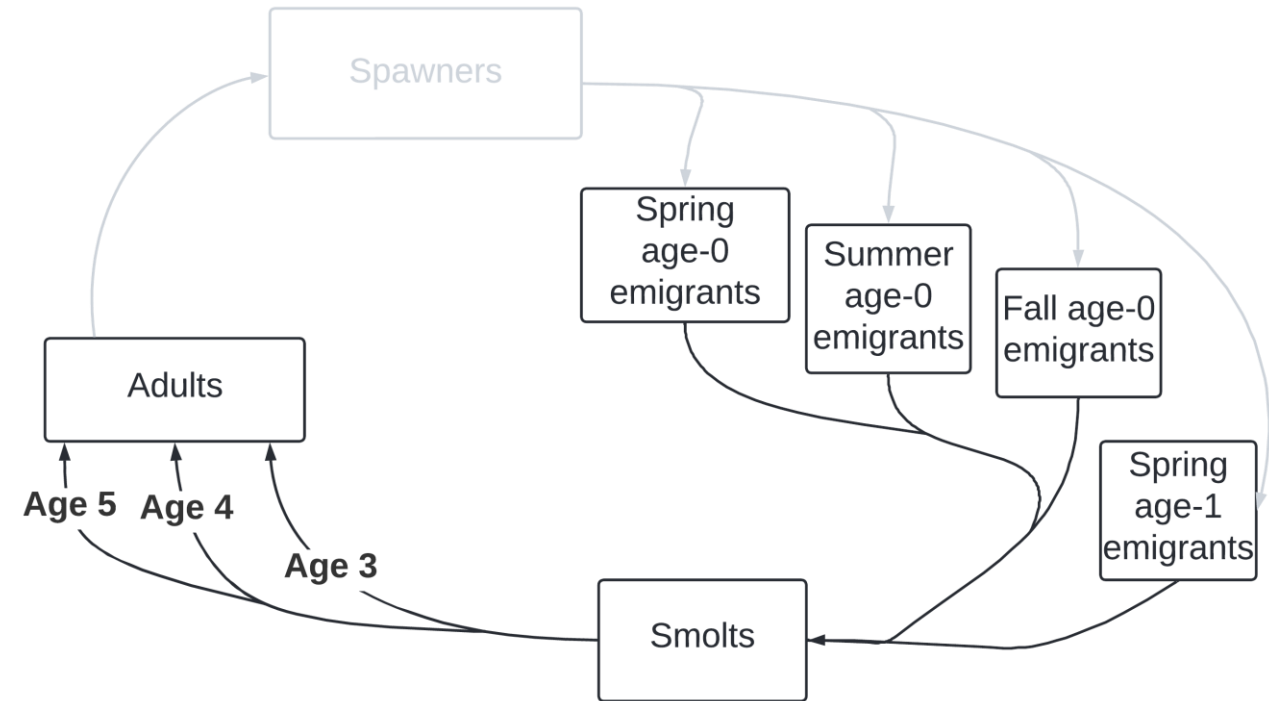 Spawners
Spring
age-0
emigrants
Summer
age-0
emigrants
Fall age-0
emigrants
Adults
Spring
age-1
emigrants
Age 5
Age 4
Age 3
Smolts